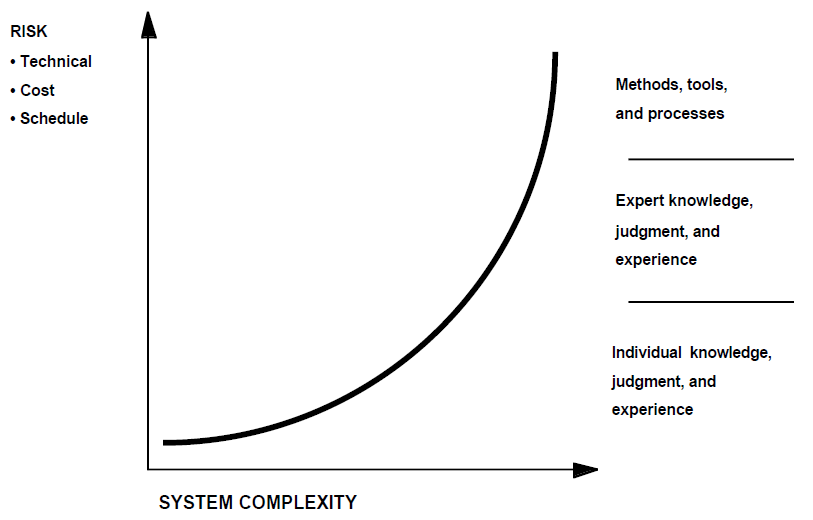 RISK
• Technical
• Cost
• Schedule
Methods, tools,
and processes
Expert knowledge,
judgment, and
experience
Individual knowledge,
judgment, and
experience
SYSTEM COMPLEXITY